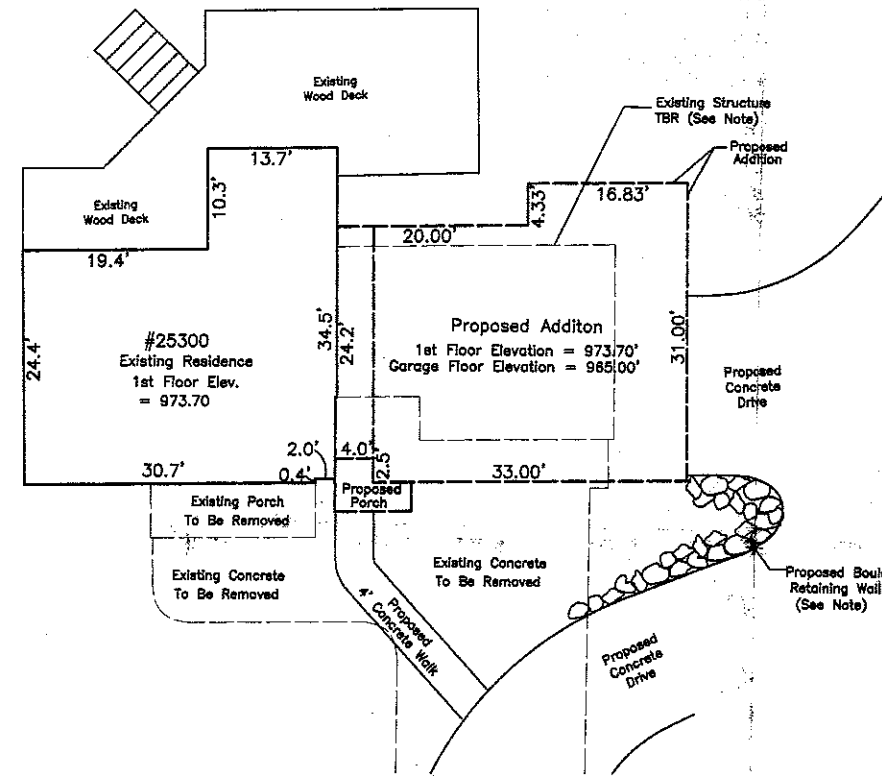 Existing
Wood Deck
Existing Structure
TBR (See Note)
Proposed
Addition
13.7'
16.83'
10.3'
4.33'
Existing
Wood Deck
20.00'
19.4'
Proposed Additon
1st Floor Elevation = 973.70'
Garage Floor Elevation = 965.00'
34.5'
24.2'
31.00'
24.4'
#25300
Existing Residence
1st Floor Elev.
= 973.70
Proposed
Concrete
Drive
2.0'
4.0'
2.5'
30.7'
0.4'
33.00'
Proposed
Porch
Existing Porch
To Be Removed
Existing Concrete
To Be Removed
Existing Concrete
To Be Removed
Proposed Boul
Retaining Wall
(See Note)
Proposed
4' Concrete Walk
Proposed
Concrete
Drive